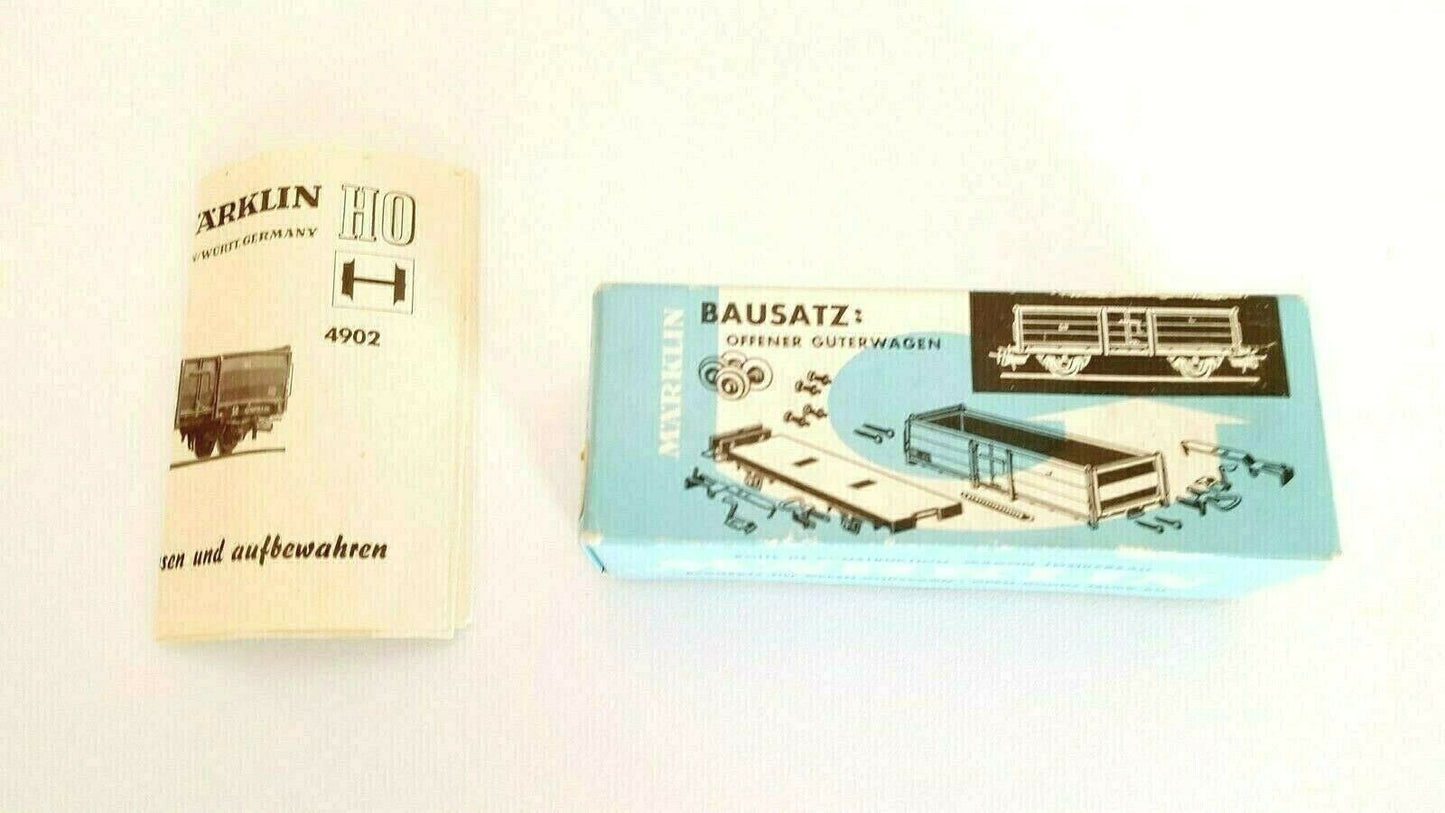 ÄRKLIN HO
/WÜRTT. GERMANY
4902
sen und aufbewahren
MÄRKLIN
BAUSATZ:
OFFENER GÜTERWAGEN